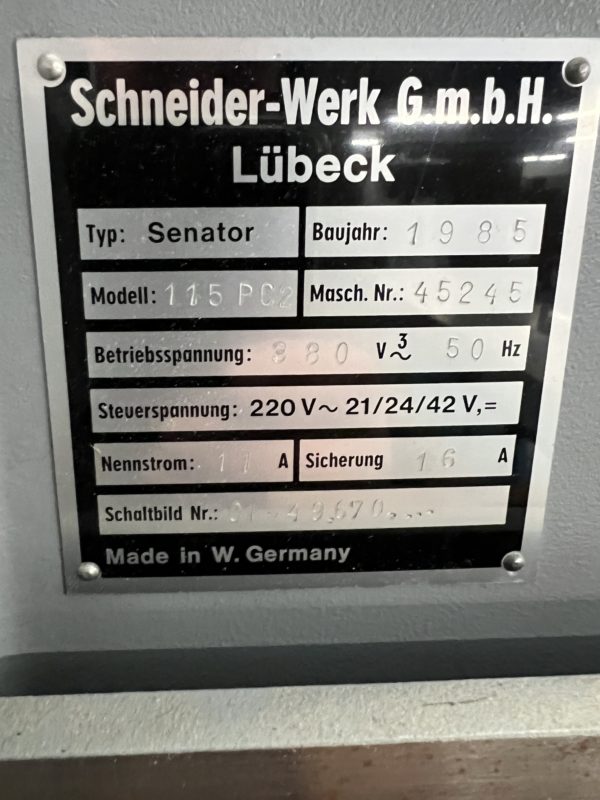 Schneider-Werk G.m.b.H.
Lübeck
Typ: Senator Baujahr: 1985
Modell: 115 PC2 Masch. Nr.: 45245
Betriebsspannung: 380 V 3~ 50 Hz
Steuerspannung: 220 V~ 21/24/42 V,=
Nennstrom: 11 A Sicherung 16 A
Schaltbild Nr.:
Made in W. Germany